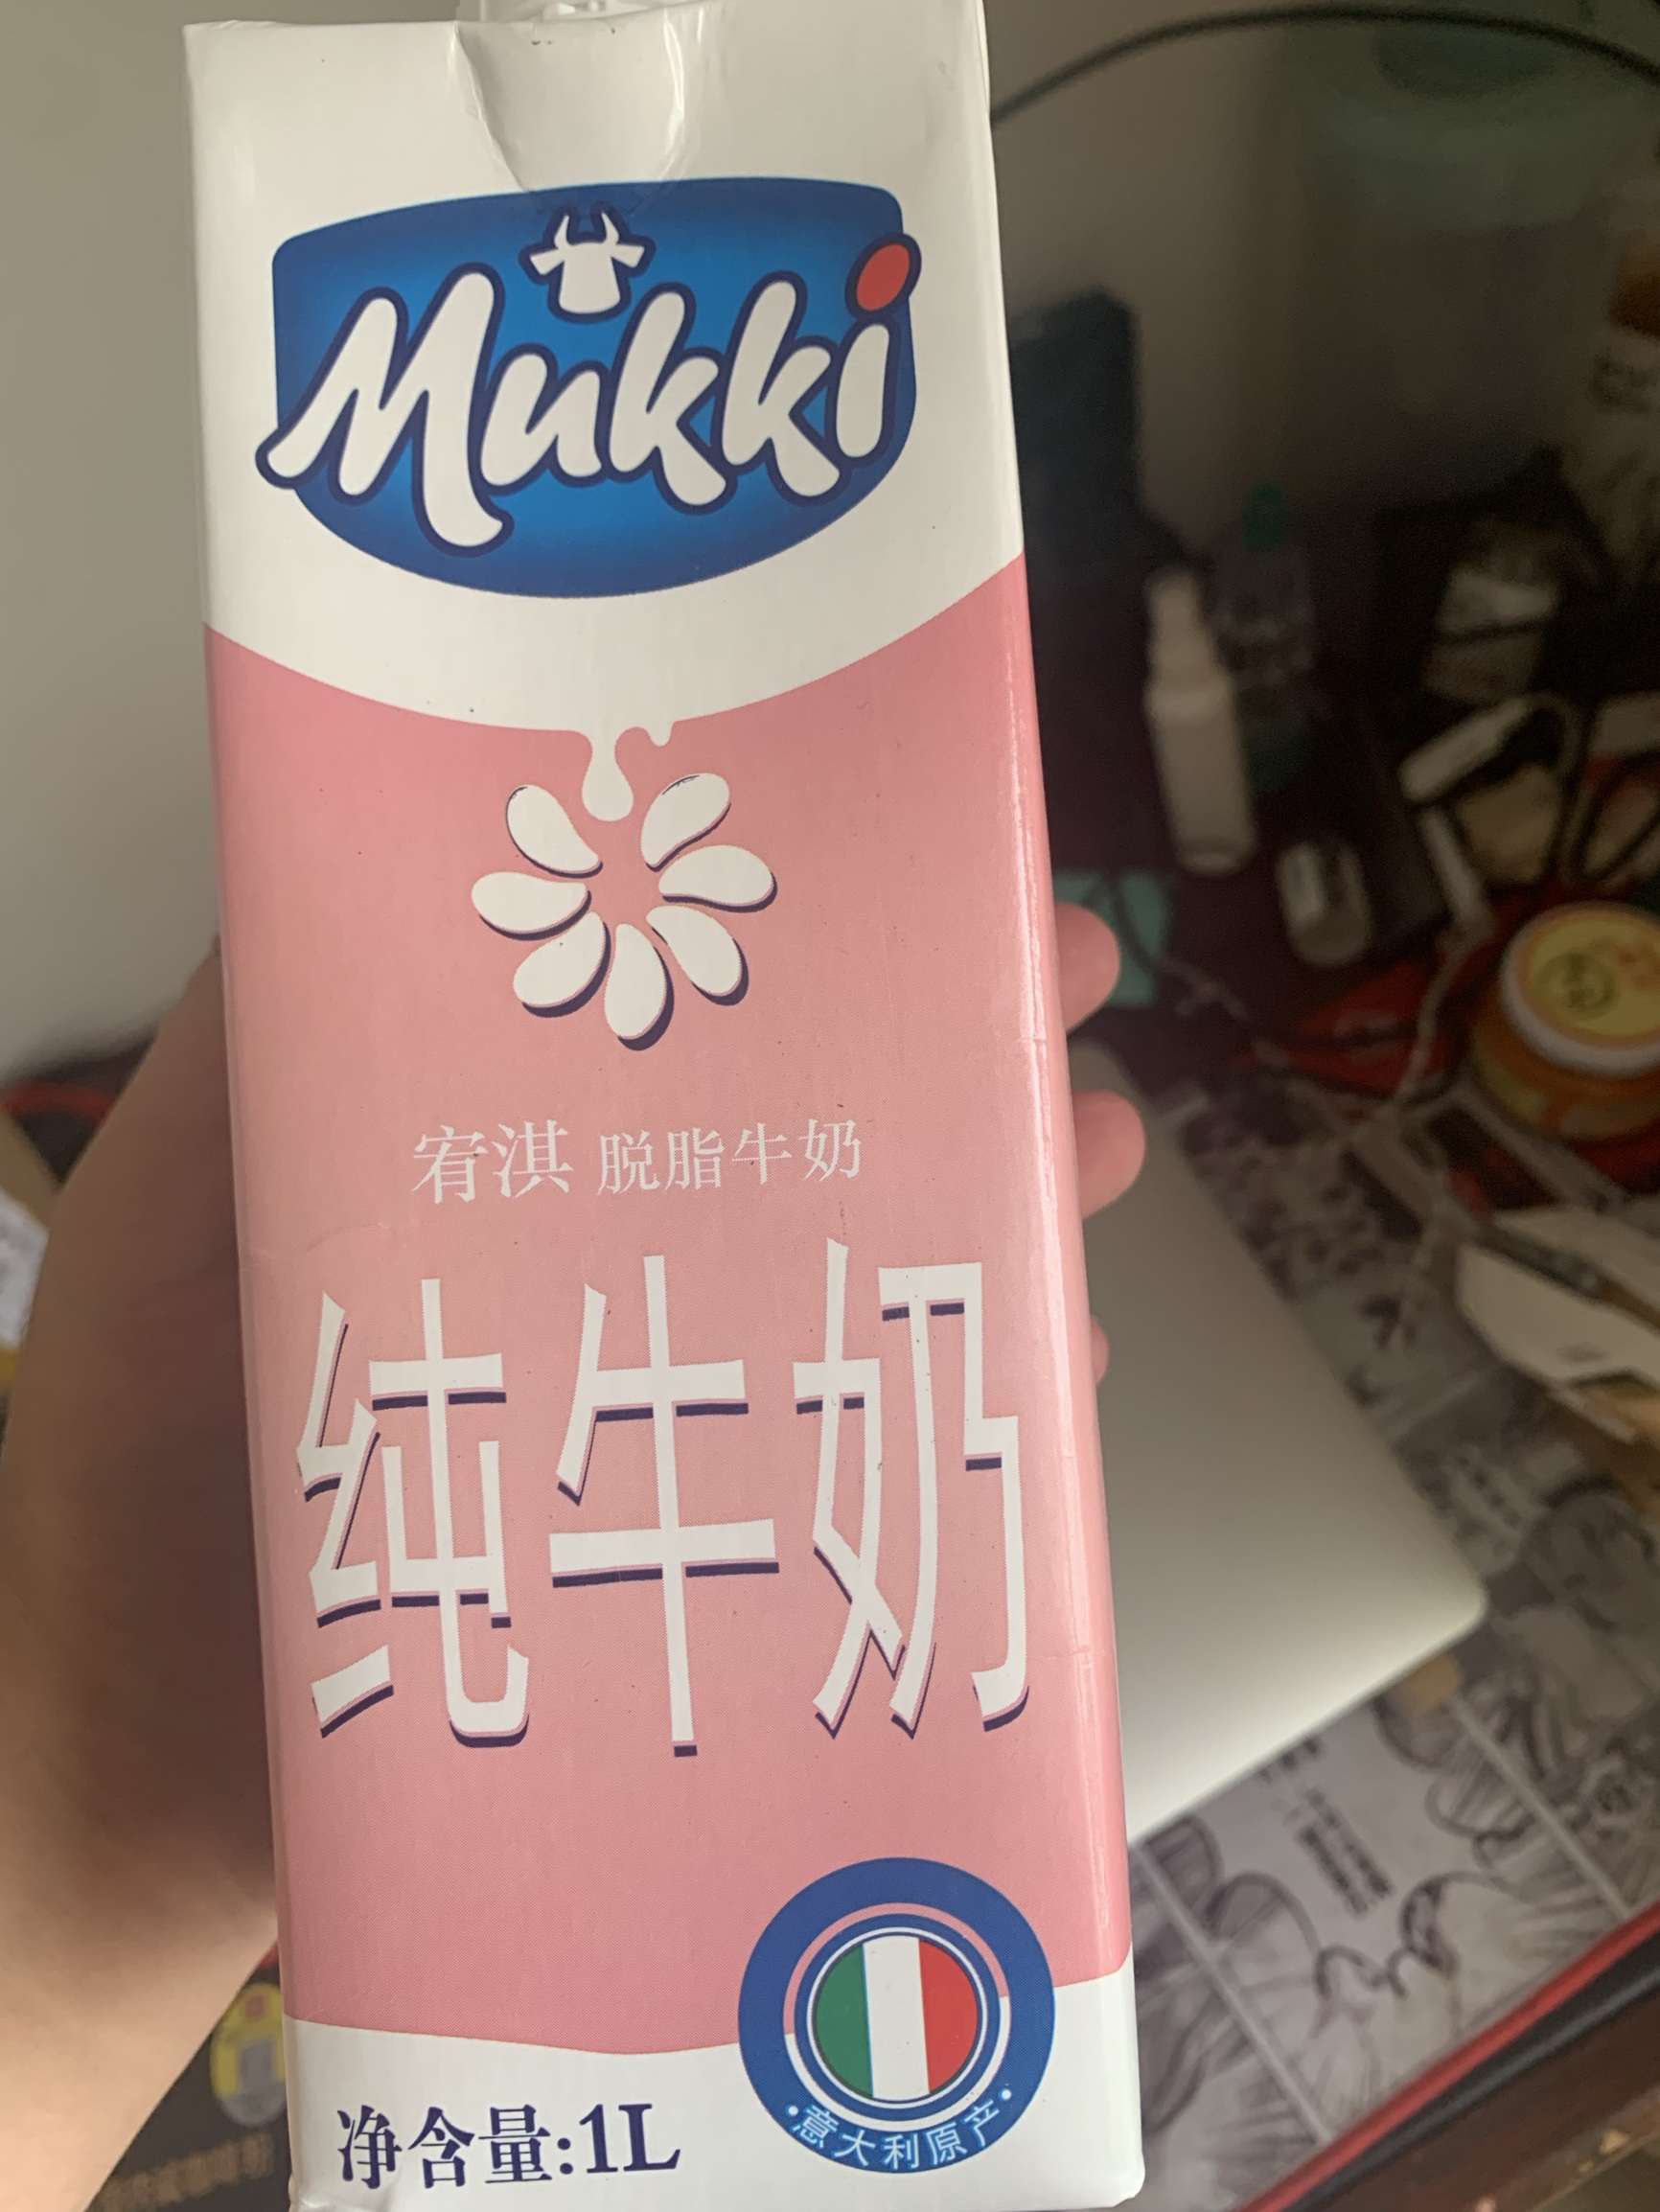 Mukki
宥淇 脱脂牛奶
纯牛奶
净含量:1L
·意大利原产·